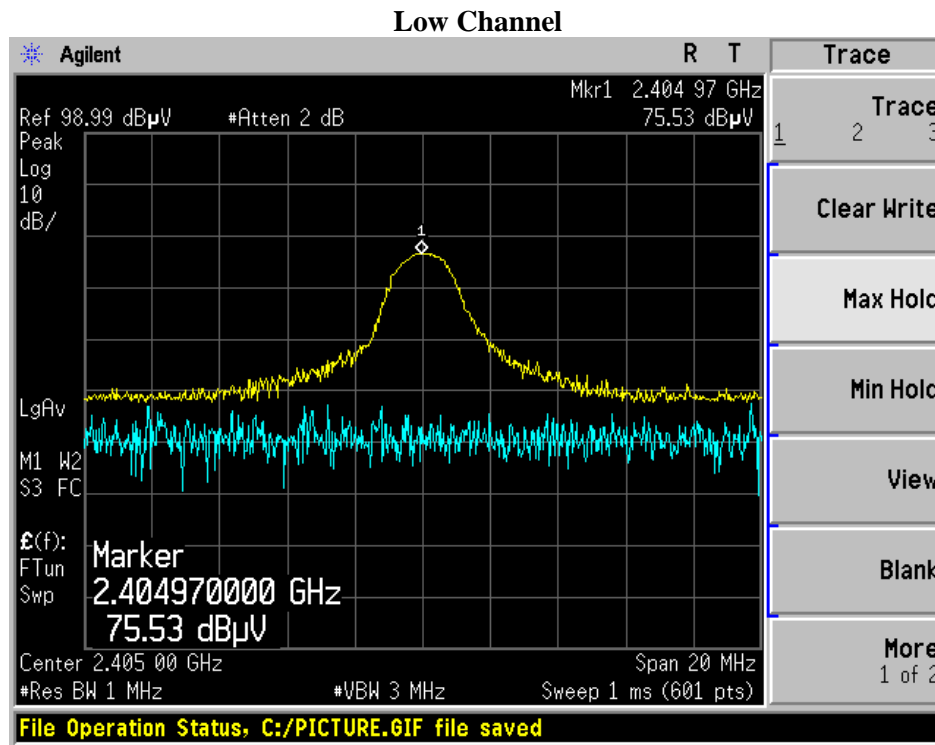 Low Channel
Agilent R T Trace
Mkr1 2.404 97 GHz
Ref 98.99 dBµV #Atten 2 dB 75.53 dBµV
Trace
1 2 3
Peak
Log
10
dB/
Clear Write
1
Max Hold
Min Hold
LgAv
M1 W2
S3 FC
View
£(f):
FTun
Swp
Marker
2.404970000 GHz
75.53 dBµV
Blank
Center 2.405 00 GHz Span 20 MHz
#Res BW 1 MHz #VBW 3 MHz Sweep 1 ms (601 pts)
More
1 of 2
File Operation Status, C:/PICTURE.GIF file saved